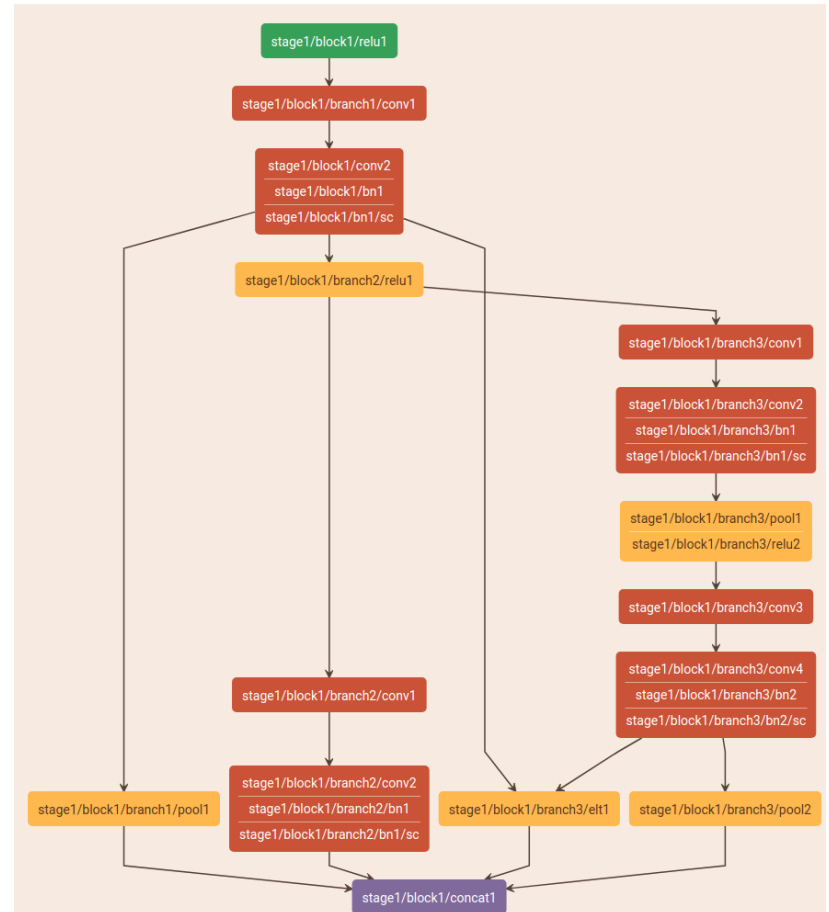 stage1/block1/relu1
stage1/block1/branch1/conv1
stage1/block1/conv2
stage1/block1/bn1
stage1/block1/bn1/sc
stage1/block1/branch2/relu1
stage1/block1/branch3/conv1
stage1/block1/branch3/conv2
stage1/block1/branch3/bn1
stage1/block1/branch3/bn1/sc
stage1/block1/branch3/pool1
stage1/block1/branch3/relu2
stage1/block1/branch3/conv3
stage1/block1/branch3/conv4
stage1/block1/branch3/bn2
stage1/block1/branch3/bn2/sc
stage1/block1/branch2/conv1
stage1/block1/branch1/pool1
stage1/block1/branch2/conv2
stage1/block1/branch2/bn1
stage1/block1/branch2/bn1/sc
stage1/block1/branch3/elt1
stage1/block1/branch3/pool2
stage1/block1/concat1